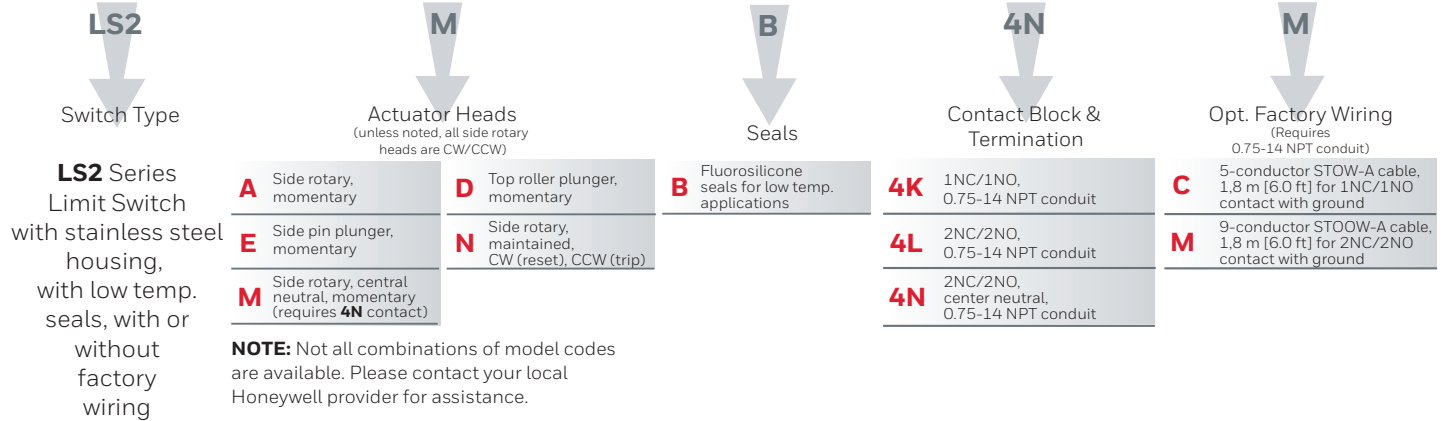 LS2
M
B
4N
M
Switch Type
LS2 Series
Limit Switch
with stainless steel
housing,
with low temp.
seals, with or
without
factory
wiring
Actuator Heads
(unless noted, all side rotary
heads are CW/CCW)
A
Side rotary,
momentary
E
Side pin plunger,
momentary
M
Side rotary, central
neutral, momentary
(requires 4N contact)
D
Top roller plunger,
momentary
N
Side rotary,
maintained,
CW (reset), CCW (trip)
NOTE: Not all combinations of model codes
are available. Please contact your local
Honeywell provider for assistance.
Seals
B
Fluorosilicone
seals for low temp.
applications
Contact Block &
Termination
4K
1NC/1NO,
0.75-14 NPT conduit
4L
2NC/2NO,
0.75-14 NPT conduit
4N
2NC/2NO,
center neutral,
0.75-14 NPT conduit
Opt. Factory Wiring
(Requires
0.75-14 NPT conduit)
C
5-conductor STOW-A cable,
1,8 m [6.0 ft] for 1NC/1NO
contact with ground
M
9-conductor STOOW-A cable,
1,8 m [6.0 ft] for 2NC/2NO
contact with ground